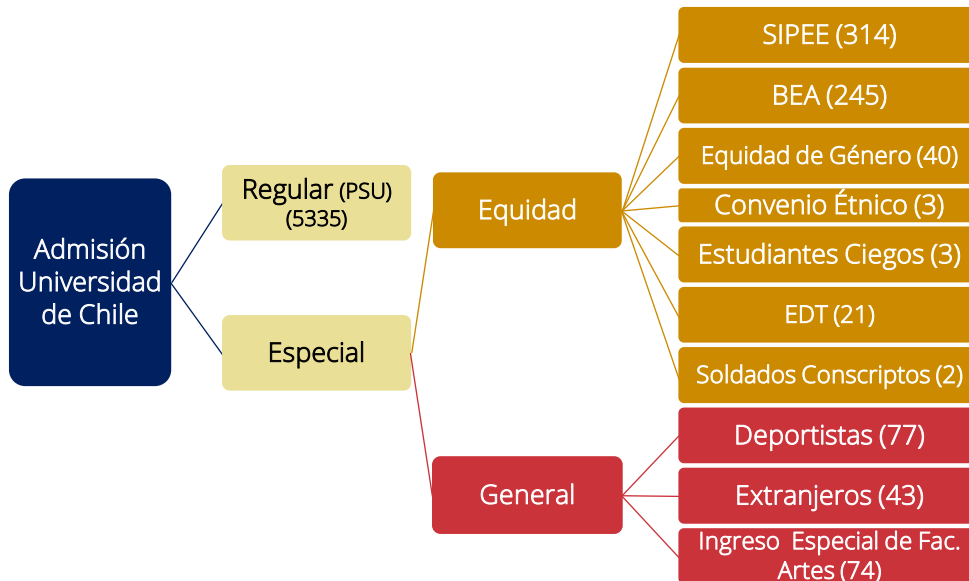 Admisión
Universidad
de Chile
Regular (PSU)
(5335)
Especial
Equidad
General
SIPEE (314)
BEA (245)
Equidad de Género (40)
Convenio Étnico (3)
Estudiantes Ciegos (3)
EDT (21)
Soldados Conscriptos (2)
Deportistas (77)
Extranjeros (43)
Ingreso Especial de Fac.
Artes (74)